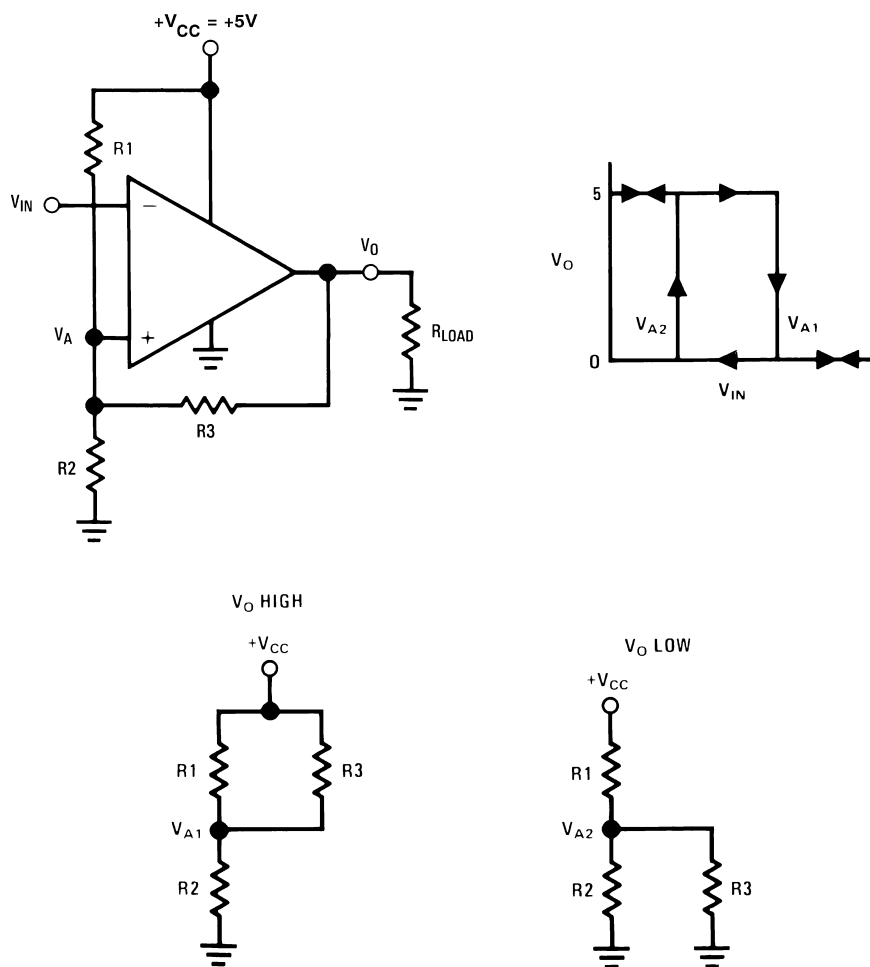 +VCC = +5V
R1
VIN
−
VO
VA
+
RLOAD
R3
R2
5
VO
VA2
VA1
0
VIN
VO HIGH
+VCC
R1
R3
VA1
R2
VO LOW
+VCC
R1
VA2
R2
R3